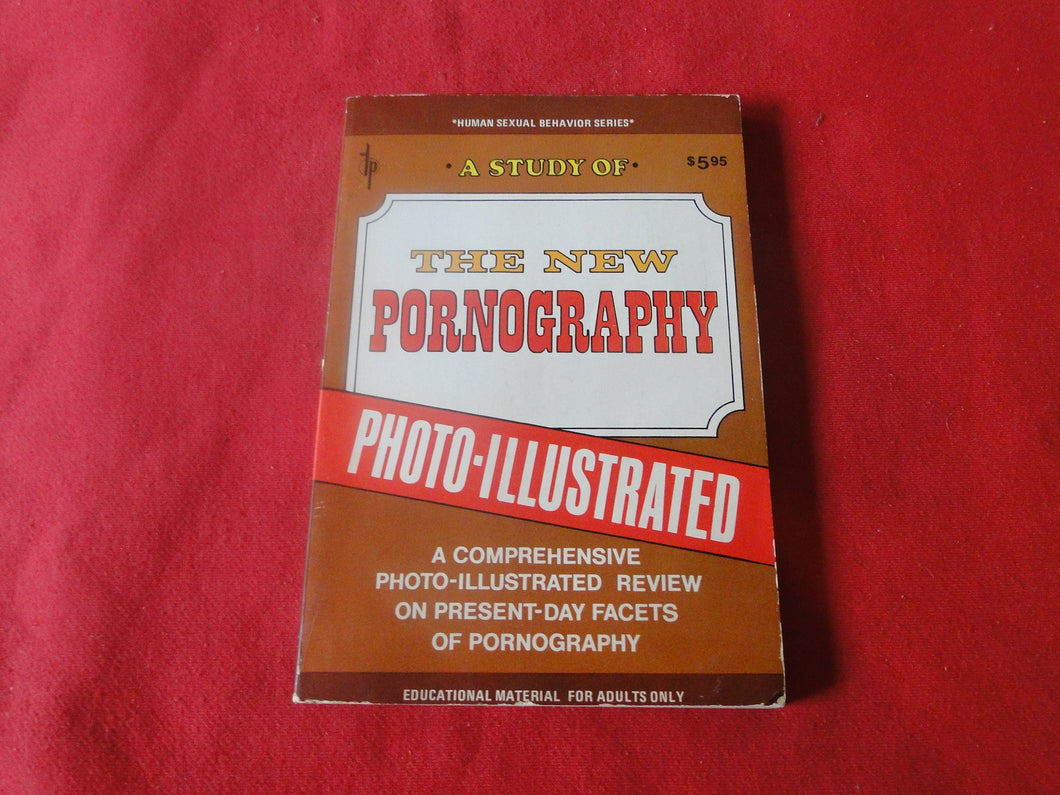 *HUMAN SEXUAL BEHAVIOR SERIES*
• A STUDY OF •
$5.95
THE NEW
PORNOGRAPHY
PHOTO-ILLUSTRATED
A COMPREHENSIVE
PHOTO-ILLUSTRATED REVIEW
ON PRESENT-DAY FACETS
OF PORNOGRAPHY
EDUCATIONAL MATERIAL FOR ADULTS ONLY